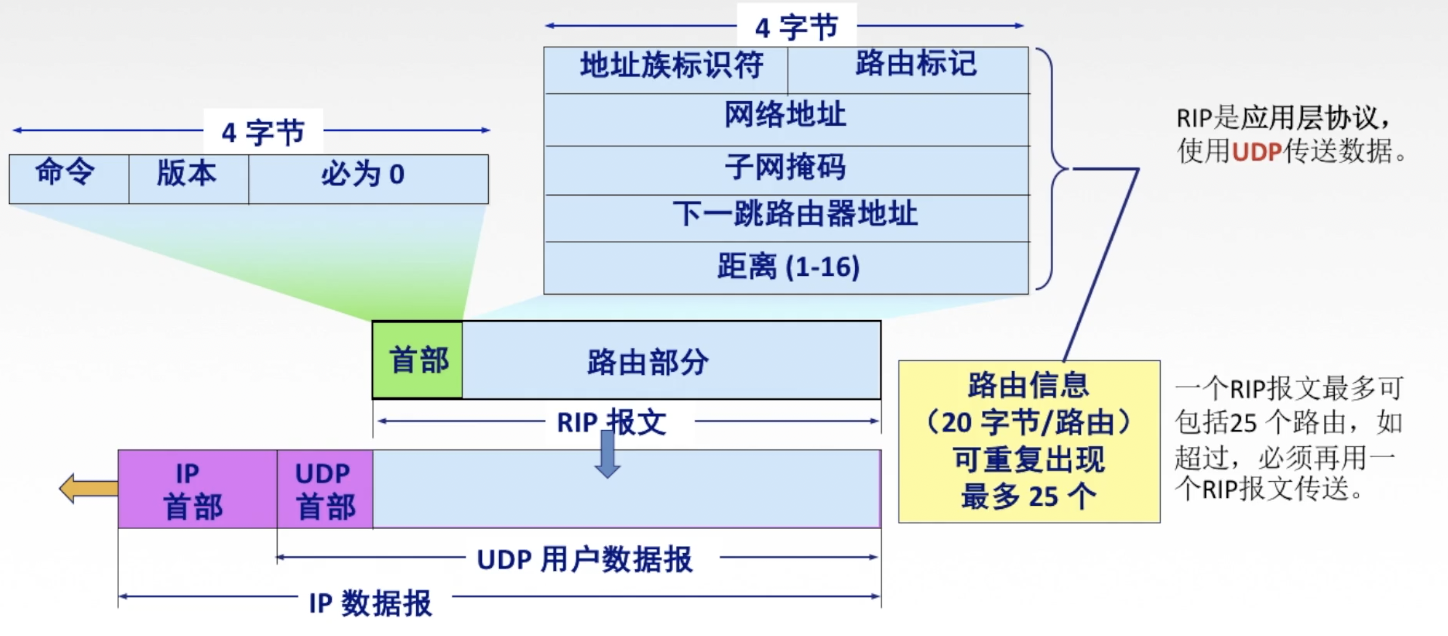 4 字节
地址族标识符 路由标记
网络地址
子网掩码
下一跳路由器地址
距离 (1-16)
4 字节
命令 版本 必为 0
RIP是应用层协议，
使用UDP传送数据。
首部 路由部分
RIP 报文
路由信息
（20 字节/路由）
可重复出现
最多 25 个
一个RIP报文最多可
包括25 个路由，如
超过，必须再用一
个RIP报文传送。
IP
首部
UDP
首部
UDP 用户数据报
IP 数据报